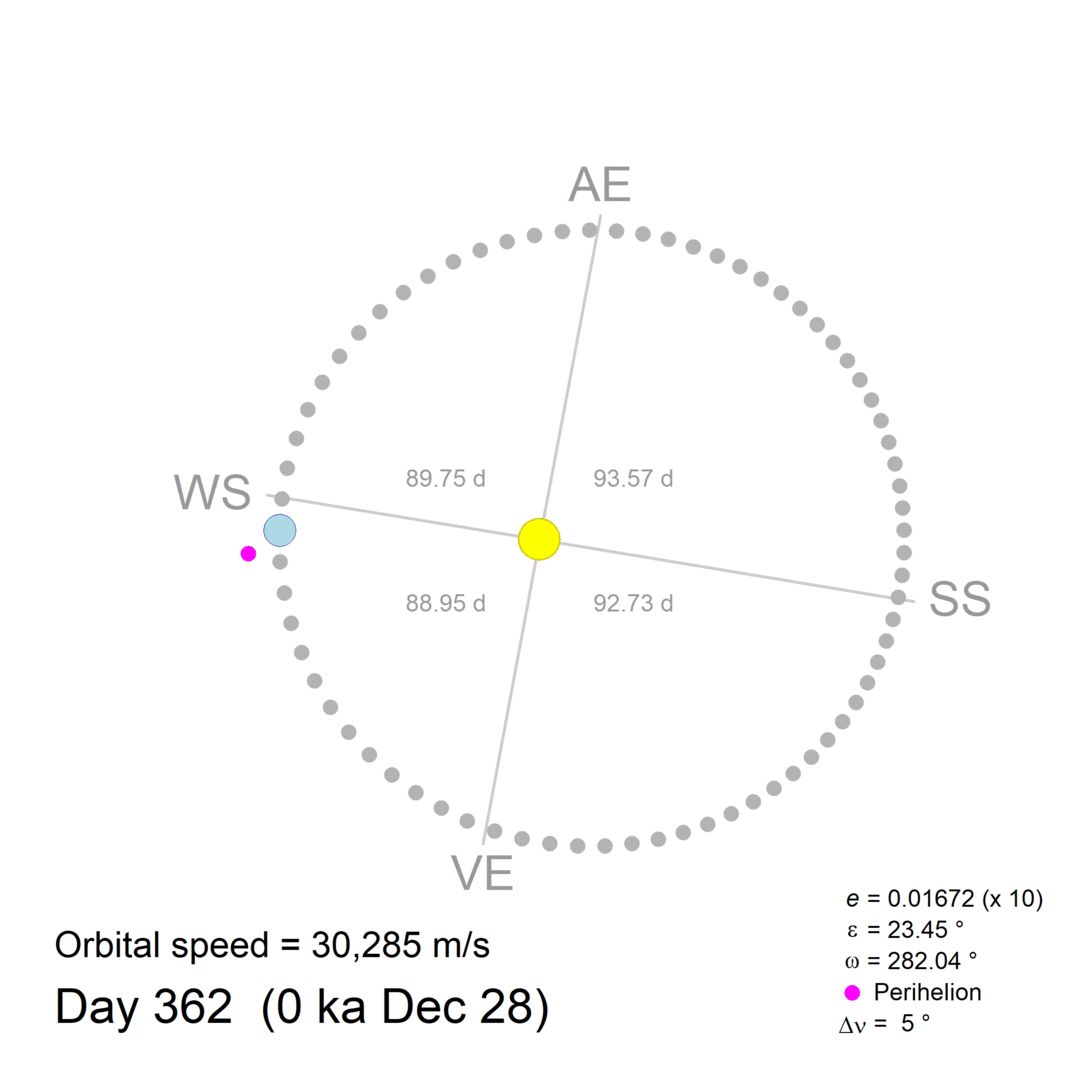 AE
89.75 d 93.57 d
WS
88.95 d 92.73 d
SS
VE
Orbital speed = 30,285 m/s
Day 362 (0 ka Dec 28)
e = 0.01672 (x 10)
ε = 23.45 °
ω = 282.04 °
Perihelion
Δν = 5 °